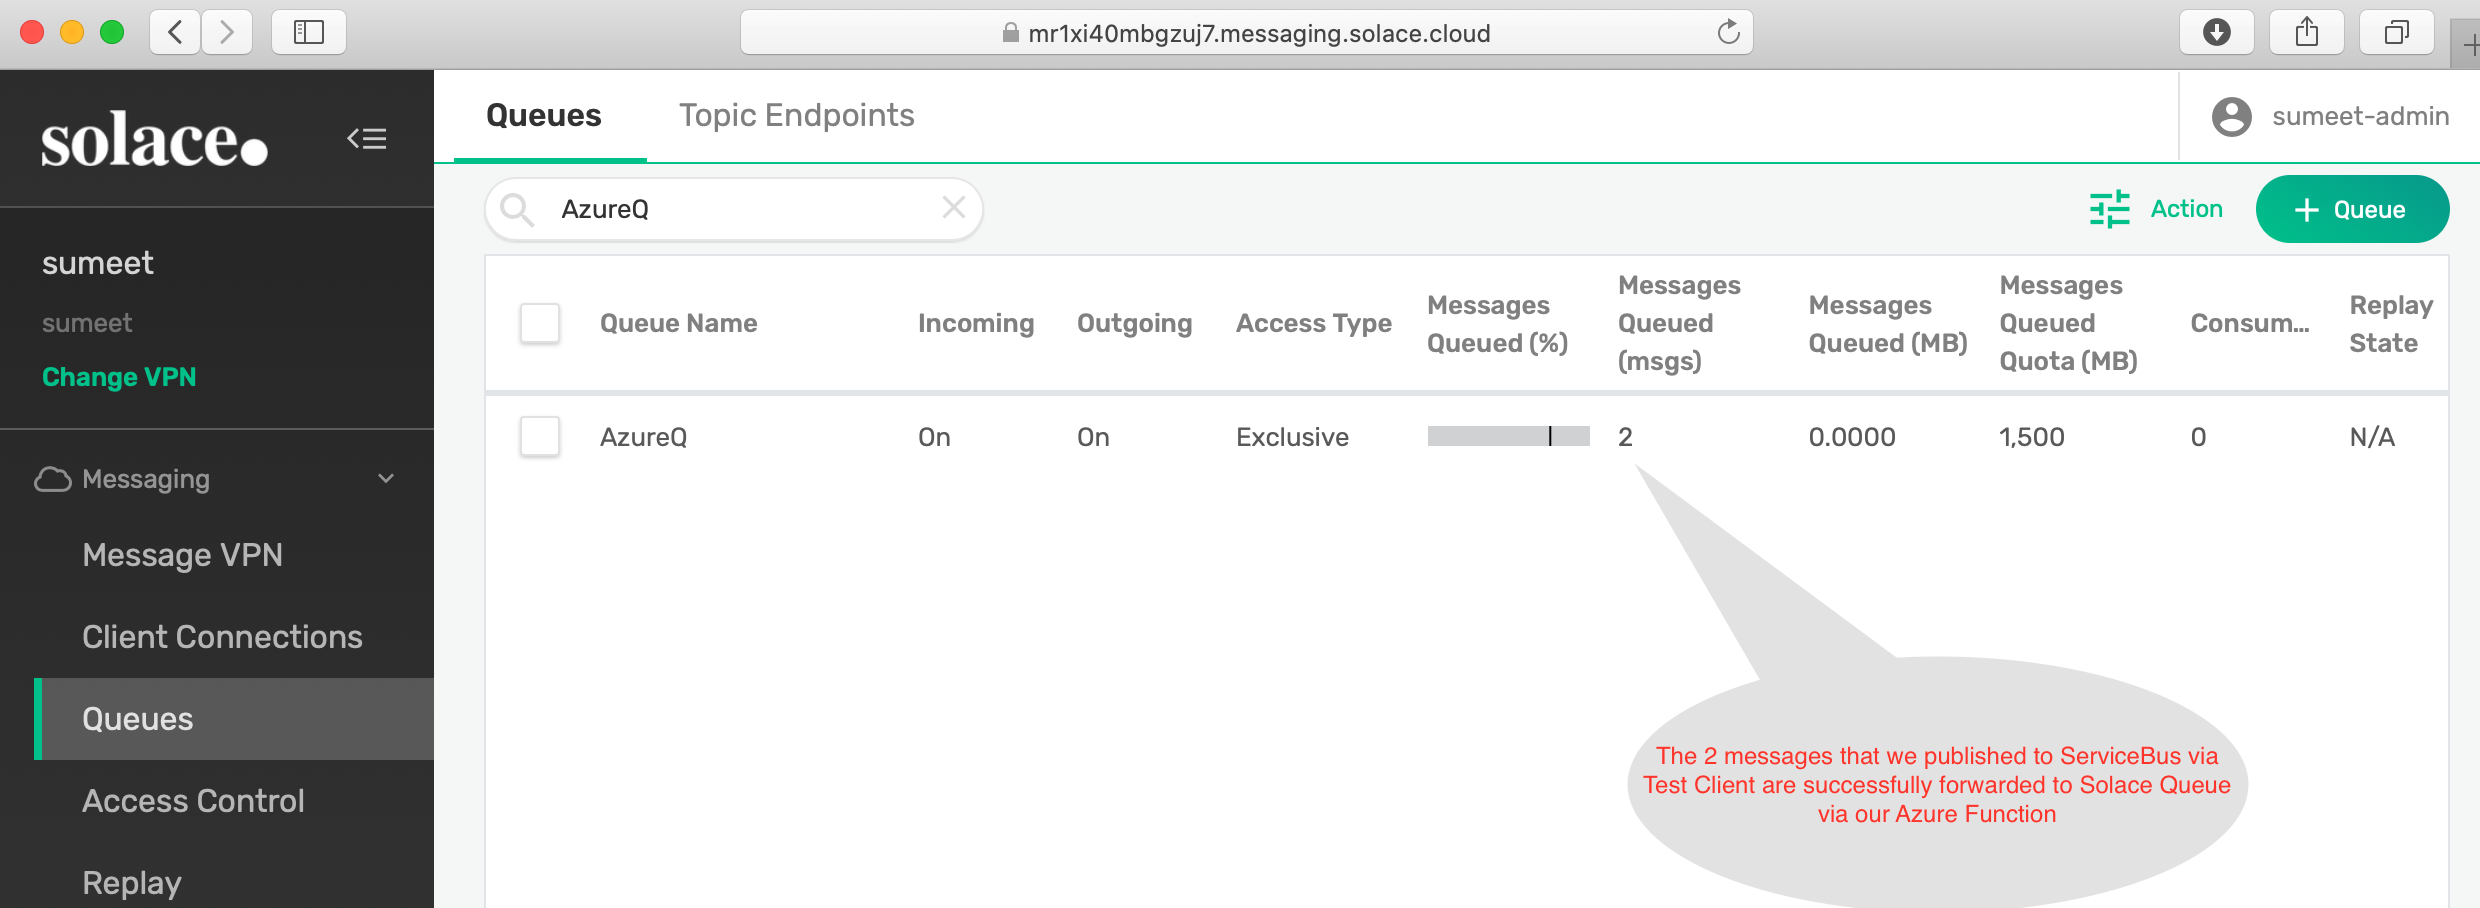 mr1xi40mbgzuj7.messaging.solace.cloud
solace.
Queues
Topic Endpoints
sumeet-admin
AzureQ
Action
+ Queue
sumeet
sumeet
Change VPN
Messaging
Message VPN
Client Connections
Queues
Access Control
Replay
Queue Name
Incoming
Outgoing
Access Type
Messages
Queued (%)
Messages
Queued
(msgs)
Messages
Queued (MB)
Messages
Queued
Quota (MB)
Consum...
Replay
State
AzureQ
On
On
Exclusive
2
0.0000
1,500
0
N/A
The 2 messages that we published to ServiceBus via
Test Client are successfully forwarded to Solace Queue
via our Azure Function